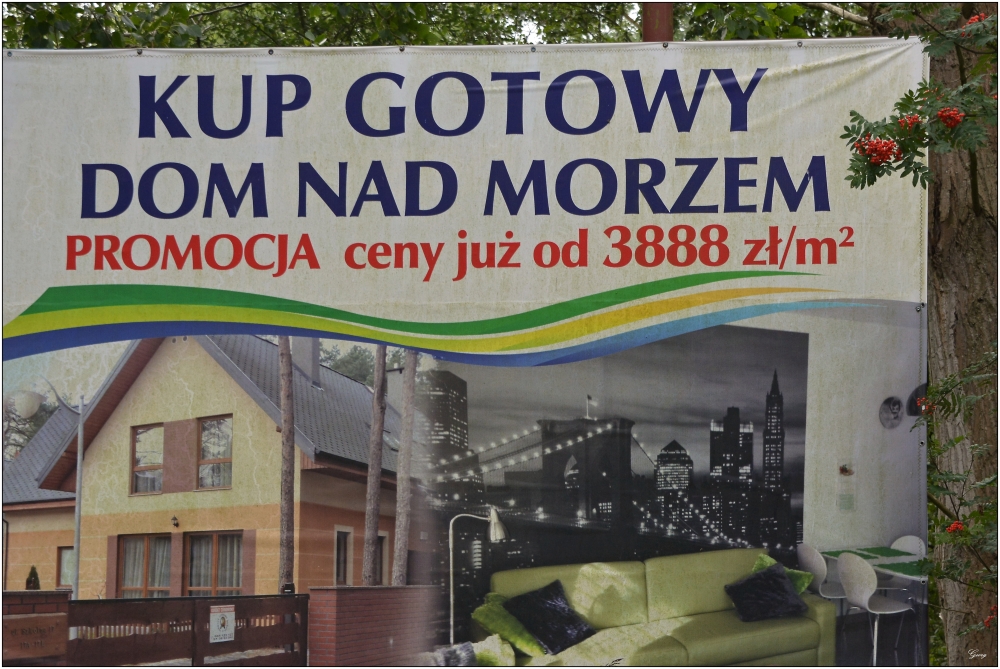 KUP GOTOWY
DOM NAD MORZEM
PROMOCJA ceny już od 3888 zł/m²